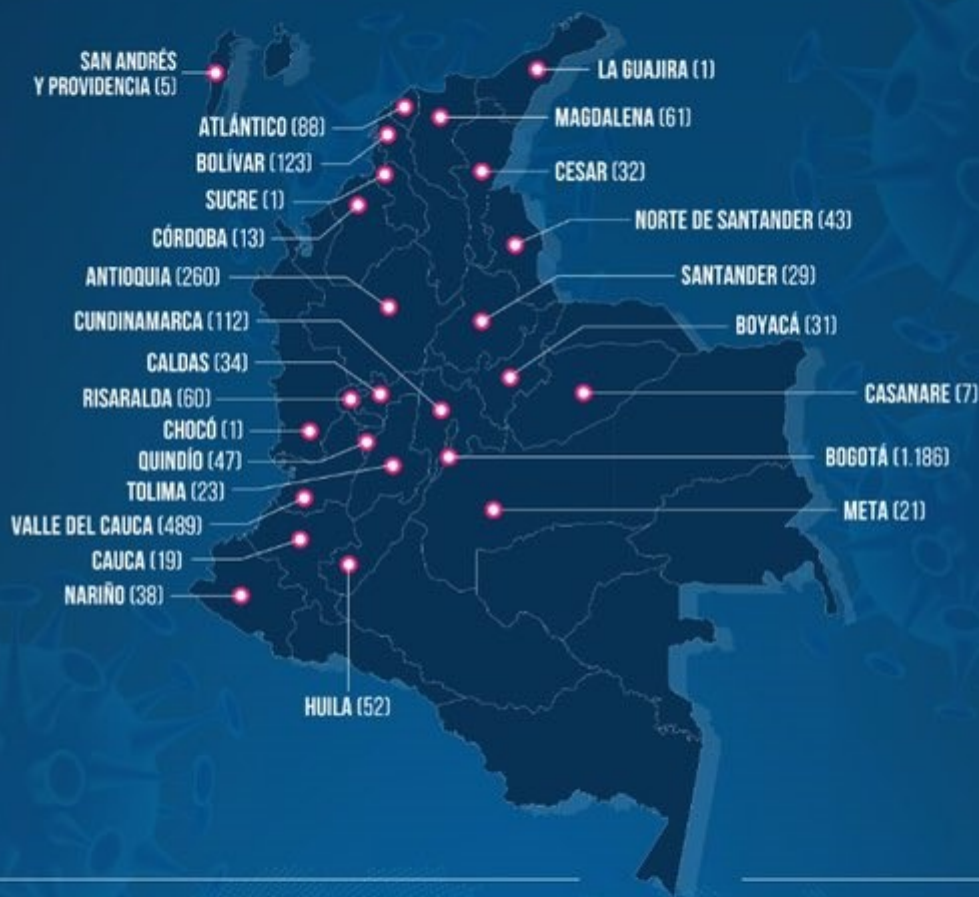 SAN ANDRÉS
Y PROVIDENCIA (5)
ATLÁNTICO (88)
BOLÍVAR (123)
SUCRE (1)
CÓRDOBA (13)
ANTIOQUIA (260)
CUNDINAMARCA (112)
CALDAS (34)
RISARALDA (60)
CHOCÓ (1)
QUINDÍO (47)
TOLIMA (23)
VALLE DEL CAUCA (489)
CAUCA (19)
NARIÑO (38)
HUILA (52)
LA GUAJIRA (1)
MAGDALENA (61)
CESAR (32)
NORTE DE SANTANDER (43)
SANTANDER (29)
BOYACÁ (31)
CASANARE (7)
BOGOTÁ (1.186)
META (21)